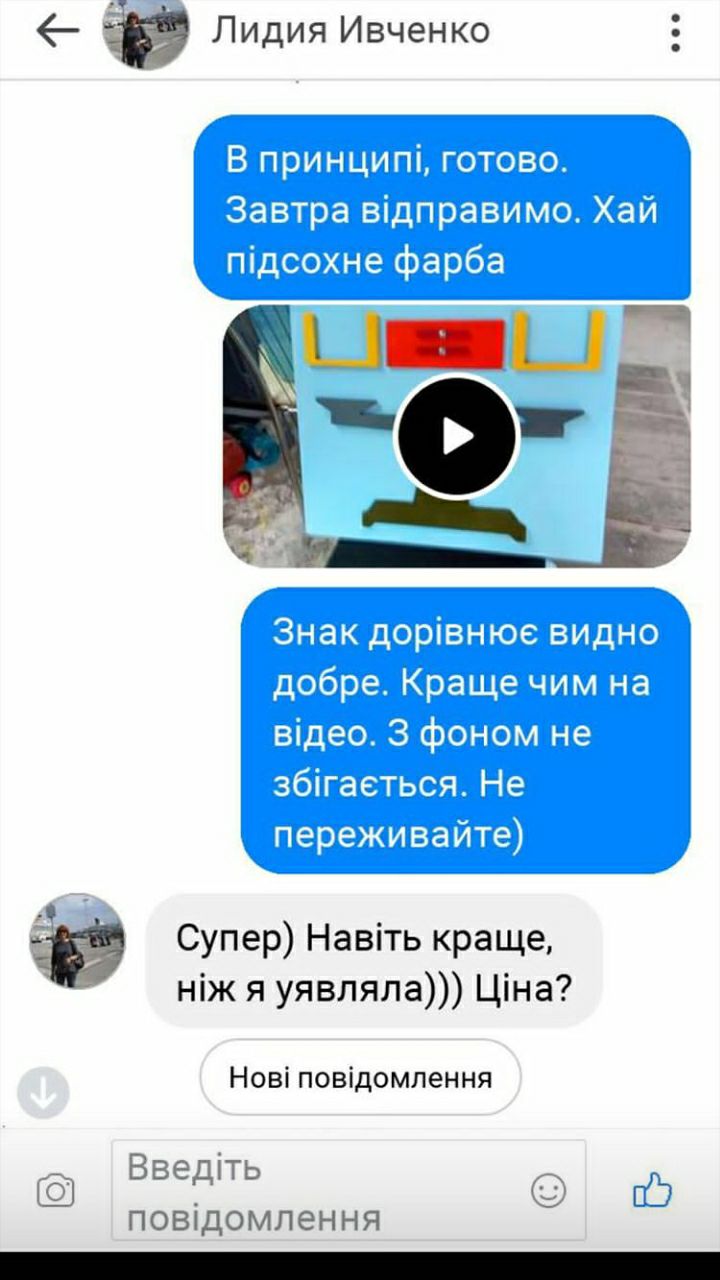 Лидия Ивченко
В принципі, готово.
Завтра відправимо. Хай
підсохне фарба
Знак дорівнює видно
добре. Краще чим на
відео. З фоном не
збігається. Не
переживайте)
Супер) Навіть краще,
ніж я уявляла))) Ціна?
Нові повідомлення
Введіть
повідомлення